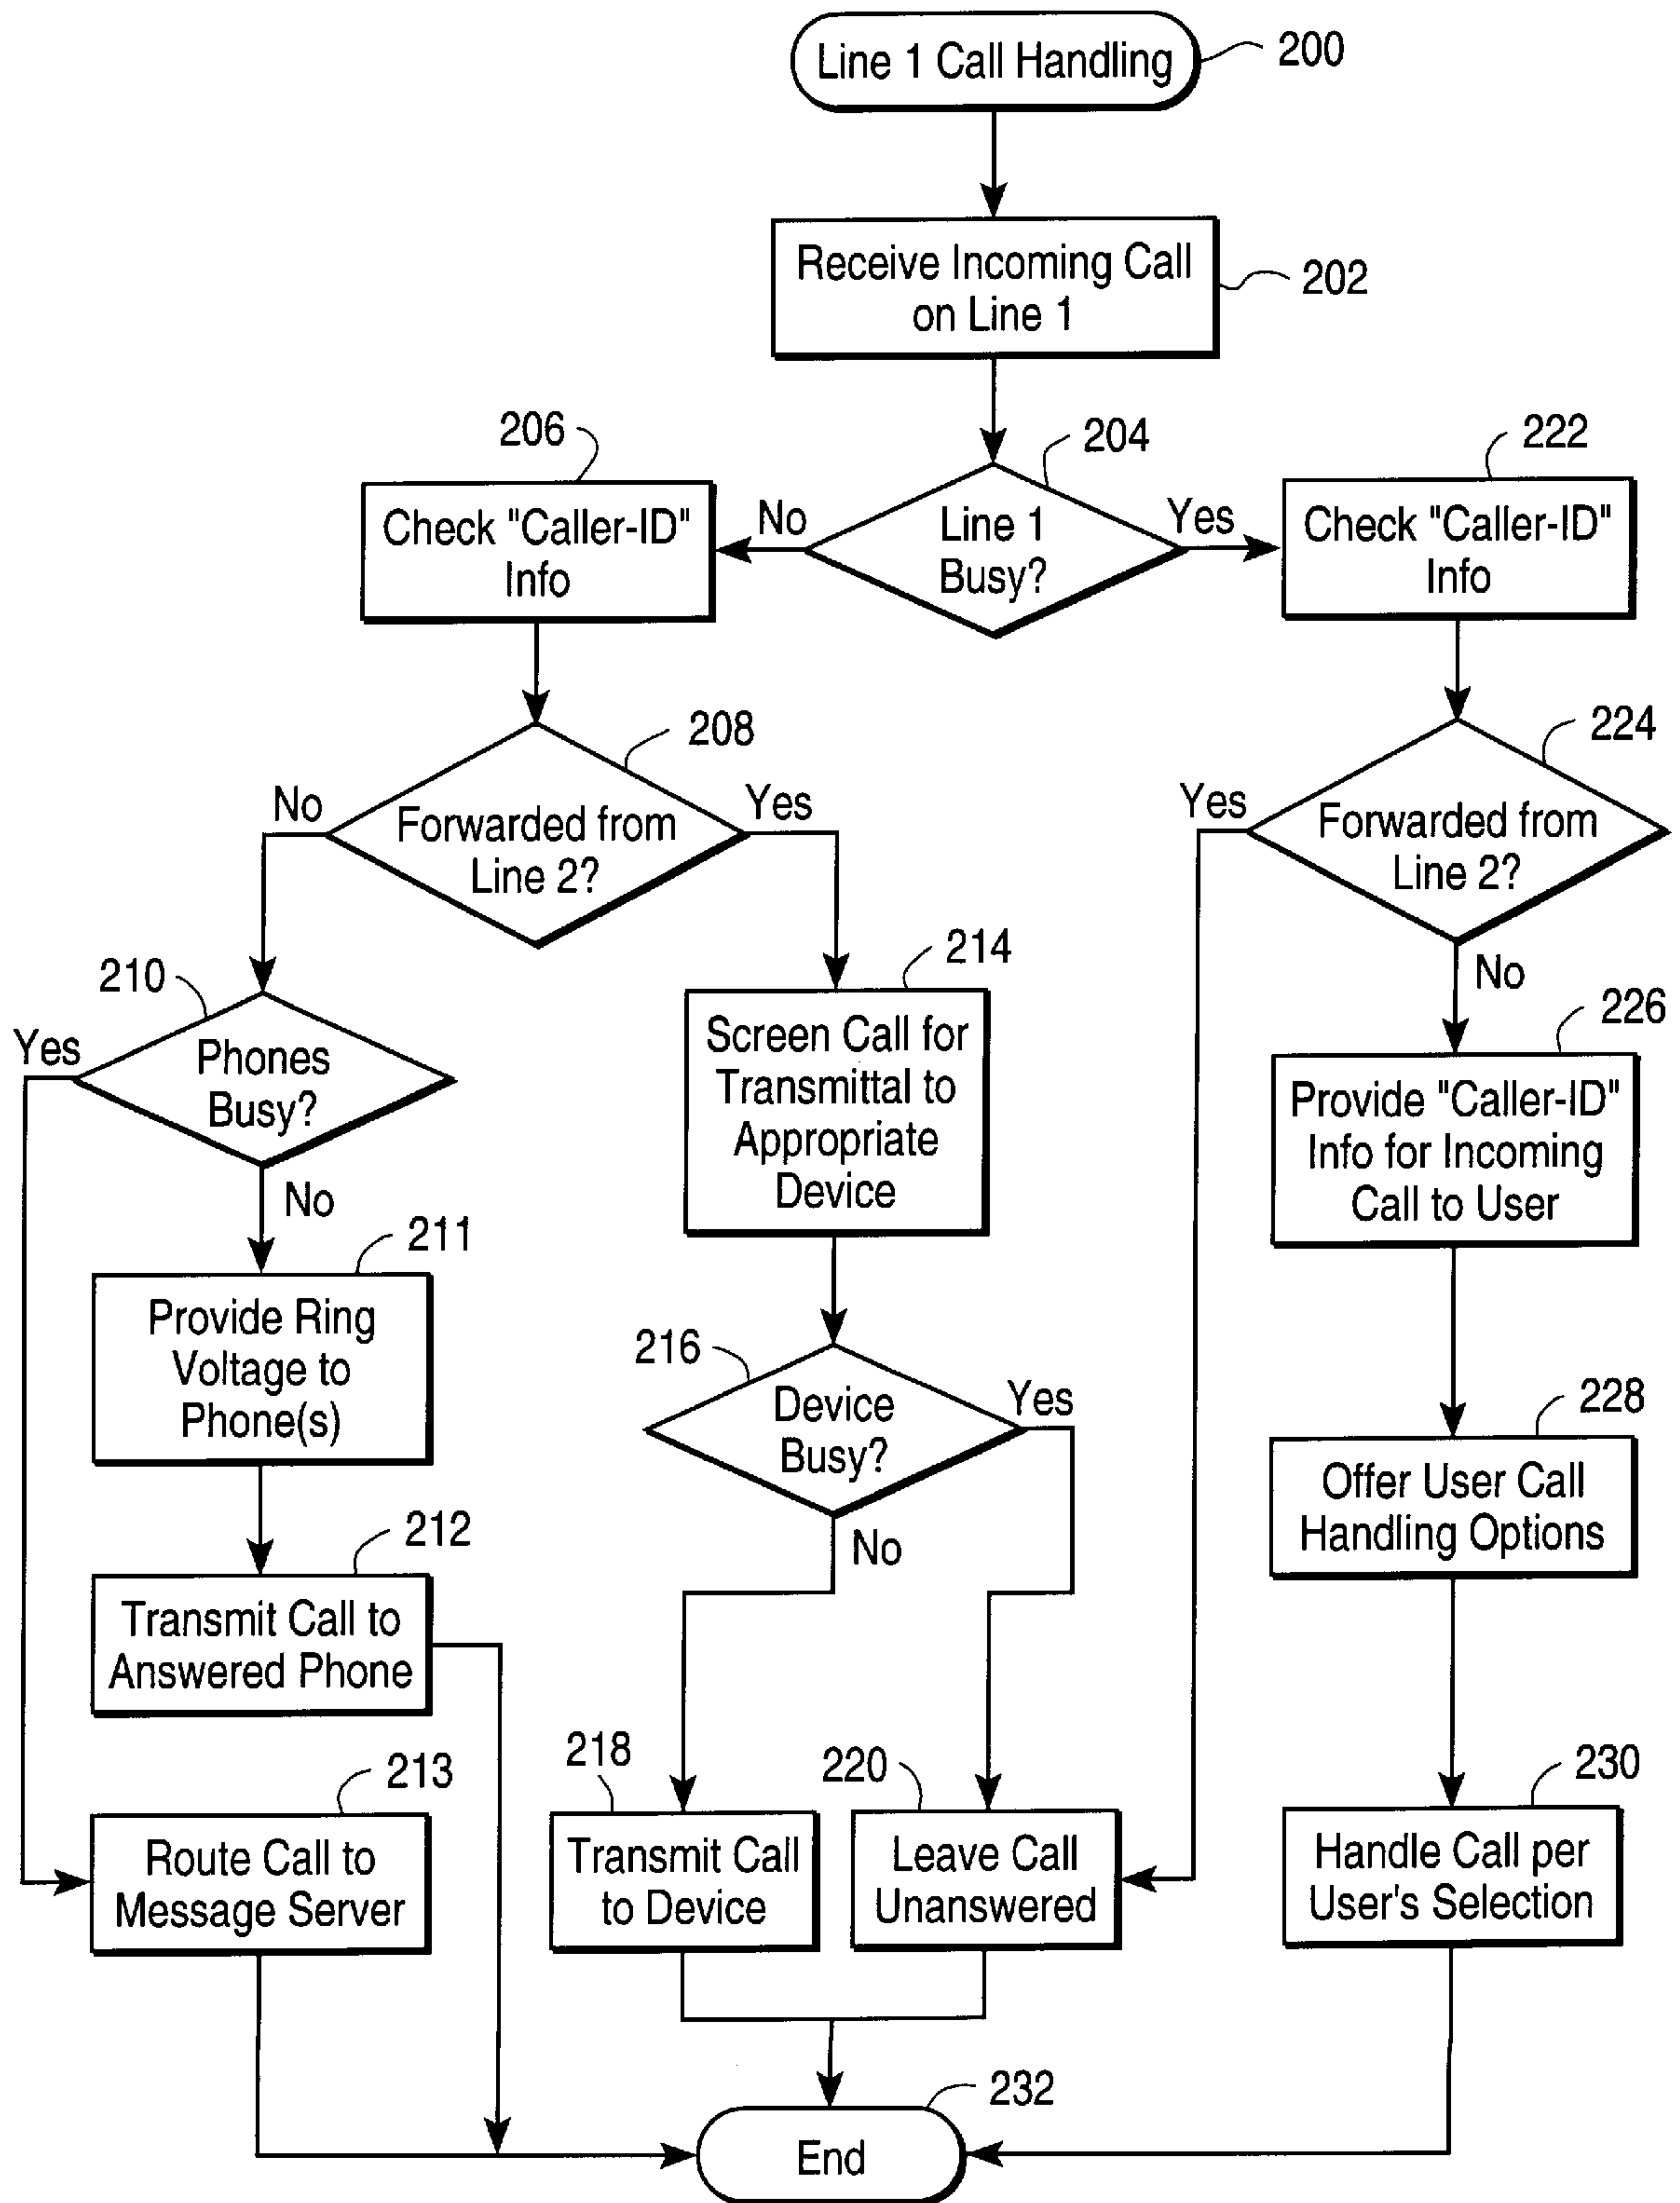 Line 1 Call Handling
200
Receive Incoming Call
on Line 1
202
206
204
222
Check "Caller-ID"
Info
No
Line 1
Busy?
Yes
Check "Caller-ID"
Info
208
224
No
Forwarded from
Line 2?
Yes
Yes
Forwarded from
Line 2?
No
210
Yes
Phones
Busy?
No
214
Screen Call for
Transmittal to
Appropriate
Device
226
Provide "Caller-ID"
Info for Incoming
Call to User
211
Provide Ring
Voltage to
Phone(s)
216
Device
Busy?
Yes
No
228
Offer User Call
Handling Options
212
Transmit Call to
Answered Phone
213
Route Call to
Message Server
218
Transmit Call
to Device
220
Leave Call
Unanswered
230
Handle Call per
User's Selection
232
End